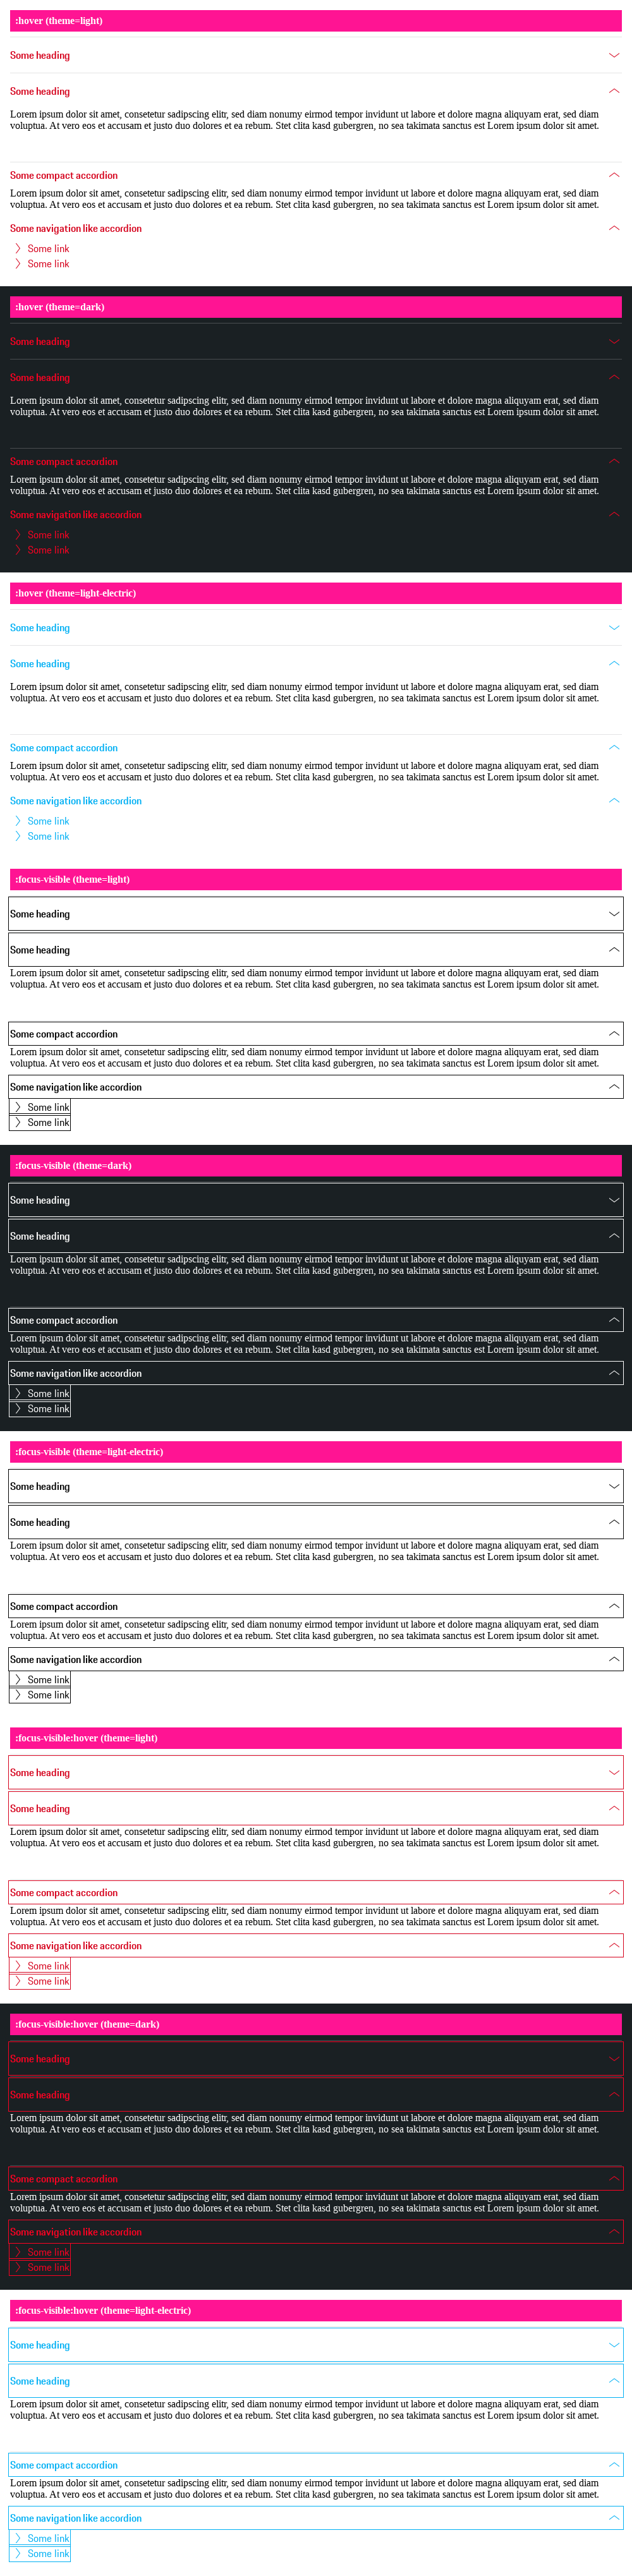 :hover (theme=light)
Some heading
Some heading
Lorem ipsum dolor sit amet, consetetur sadipscing elitr, sed diam nonumy eirmod tempor invidunt ut labore et dolore magna aliquyam erat, sed diam
voluptua. At vero eos et accusam et justo duo dolores et ea rebum. Stet clita kasd gubergren, no sea takimata sanctus est Lorem ipsum dolor sit amet.
Some compact accordion
Lorem ipsum dolor sit amet, consetetur sadipscing elitr, sed diam nonumy eirmod tempor invidunt ut labore et dolore magna aliquyam erat, sed diam
voluptua. At vero eos et accusam et justo duo dolores et ea rebum. Stet clita kasd gubergren, no sea takimata sanctus est Lorem ipsum dolor sit amet.
Some navigation like accordion
Some link
Some link
:hover (theme=dark)
Some heading
Some heading
Lorem ipsum dolor sit amet, consetetur sadipscing elitr, sed diam nonumy eirmod tempor invidunt ut labore et dolore magna aliquyam erat, sed diam
voluptua. At vero eos et accusam et justo duo dolores et ea rebum. Stet clita kasd gubergren, no sea takimata sanctus est Lorem ipsum dolor sit amet.
Some compact accordion
Lorem ipsum dolor sit amet, consetetur sadipscing elitr, sed diam nonumy eirmod tempor invidunt ut labore et dolore magna aliquyam erat, sed diam
voluptua. At vero eos et accusam et justo duo dolores et ea rebum. Stet clita kasd gubergren, no sea takimata sanctus est Lorem ipsum dolor sit amet.
Some navigation like accordion
Some link
Some link
:hover (theme=light-electric)
Some heading
Some heading
Lorem ipsum dolor sit amet, consetetur sadipscing elitr, sed diam nonumy eirmod tempor invidunt ut labore et dolore magna aliquyam erat, sed diam
voluptua. At vero eos et accusam et justo duo dolores et ea rebum. Stet clita kasd gubergren, no sea takimata sanctus est Lorem ipsum dolor sit amet.
Some compact accordion
Lorem ipsum dolor sit amet, consetetur sadipscing elitr, sed diam nonumy eirmod tempor invidunt ut labore et dolore magna aliquyam erat, sed diam
voluptua. At vero eos et accusam et justo duo dolores et ea rebum. Stet clita kasd gubergren, no sea takimata sanctus est Lorem ipsum dolor sit amet.
Some navigation like accordion
Some link
Some link
:focus-visible (theme=light)
Some heading
Some heading
Lorem ipsum dolor sit amet, consetetur sadipscing elitr, sed diam nonumy eirmod tempor invidunt ut labore et dolore magna aliquyam erat, sed diam
voluptua. At vero eos et accusam et justo duo dolores et ea rebum. Stet clita kasd gubergren, no sea takimata sanctus est Lorem ipsum dolor sit amet.
Some compact accordion
Lorem ipsum dolor sit amet, consetetur sadipscing elitr, sed diam nonumy eirmod tempor invidunt ut labore et dolore magna aliquyam erat, sed diam
voluptua. At vero eos et accusam et justo duo dolores et ea rebum. Stet clita kasd gubergren, no sea takimata sanctus est Lorem ipsum dolor sit amet.
Some navigation like accordion
Some link
Some link
:focus-visible (theme=dark)
Some heading
Some heading
Lorem ipsum dolor sit amet, consetetur sadipscing elitr, sed diam nonumy eirmod tempor invidunt ut labore et dolore magna aliquyam erat, sed diam
voluptua. At vero eos et accusam et justo duo dolores et ea rebum. Stet clita kasd gubergren, no sea takimata sanctus est Lorem ipsum dolor sit amet.
Some compact accordion
Lorem ipsum dolor sit amet, consetetur sadipscing elitr, sed diam nonumy eirmod tempor invidunt ut labore et dolore magna aliquyam erat, sed diam
voluptua. At vero eos et accusam et justo duo dolores et ea rebum. Stet clita kasd gubergren, no sea takimata sanctus est Lorem ipsum dolor sit amet.
Some navigation like accordion
Some link
Some link
:focus-visible (theme=light-electric)
Some heading
Some heading
Lorem ipsum dolor sit amet, consetetur sadipscing elitr, sed diam nonumy eirmod tempor invidunt ut labore et dolore magna aliquyam erat, sed diam
voluptua. At vero eos et accusam et justo duo dolores et ea rebum. Stet clita kasd gubergren, no sea takimata sanctus est Lorem ipsum dolor sit amet.
Some compact accordion
Lorem ipsum dolor sit amet, consetetur sadipscing elitr, sed diam nonumy eirmod tempor invidunt ut labore et dolore magna aliquyam erat, sed diam
voluptua. At vero eos et accusam et justo duo dolores et ea rebum. Stet clita kasd gubergren, no sea takimata sanctus est Lorem ipsum dolor sit amet.
Some navigation like accordion
Some link
Some link
:focus-visible:hover (theme=light)
Some heading
Some heading
Lorem ipsum dolor sit amet, consetetur sadipscing elitr, sed diam nonumy eirmod tempor invidunt ut labore et dolore magna aliquyam erat, sed diam
voluptua. At vero eos et accusam et justo duo dolores et ea rebum. Stet clita kasd gubergren, no sea takimata sanctus est Lorem ipsum dolor sit amet.
Some compact accordion
Lorem ipsum dolor sit amet, consetetur sadipscing elitr, sed diam nonumy eirmod tempor invidunt ut labore et dolore magna aliquyam erat, sed diam
voluptua. At vero eos et accusam et justo duo dolores et ea rebum. Stet clita kasd gubergren, no sea takimata sanctus est Lorem ipsum dolor sit amet.
Some navigation like accordion
Some link
Some link
:focus-visible:hover (theme=dark)
Some heading
Some heading
Lorem ipsum dolor sit amet, consetetur sadipscing elitr, sed diam nonumy eirmod tempor invidunt ut labore et dolore magna aliquyam erat, sed diam
voluptua. At vero eos et accusam et justo duo dolores et ea rebum. Stet clita kasd gubergren, no sea takimata sanctus est Lorem ipsum dolor sit amet.
Some compact accordion
Lorem ipsum dolor sit amet, consetetur sadipscing elitr, sed diam nonumy eirmod tempor invidunt ut labore et dolore magna aliquyam erat, sed diam
voluptua. At vero eos et accusam et justo duo dolores et ea rebum. Stet clita kasd gubergren, no sea takimata sanctus est Lorem ipsum dolor sit amet.
Some navigation like accordion
Some link
Some link
:focus-visible:hover (theme=light-electric)
Some heading
Some heading
Lorem ipsum dolor sit amet, consetetur sadipscing elitr, sed diam nonumy eirmod tempor invidunt ut labore et dolore magna aliquyam erat, sed diam
voluptua. At vero eos et accusam et justo duo dolores et ea rebum. Stet clita kasd gubergren, no sea takimata sanctus est Lorem ipsum dolor sit amet.
Some compact accordion
Lorem ipsum dolor sit amet, consetetur sadipscing elitr, sed diam nonumy eirmod tempor invidunt ut labore et dolore magna aliquyam erat, sed diam
voluptua. At vero eos et accusam et justo duo dolores et ea rebum. Stet clita kasd gubergren, no sea takimata sanctus est Lorem ipsum dolor sit amet.
Some navigation like accordion
Some link
Some link